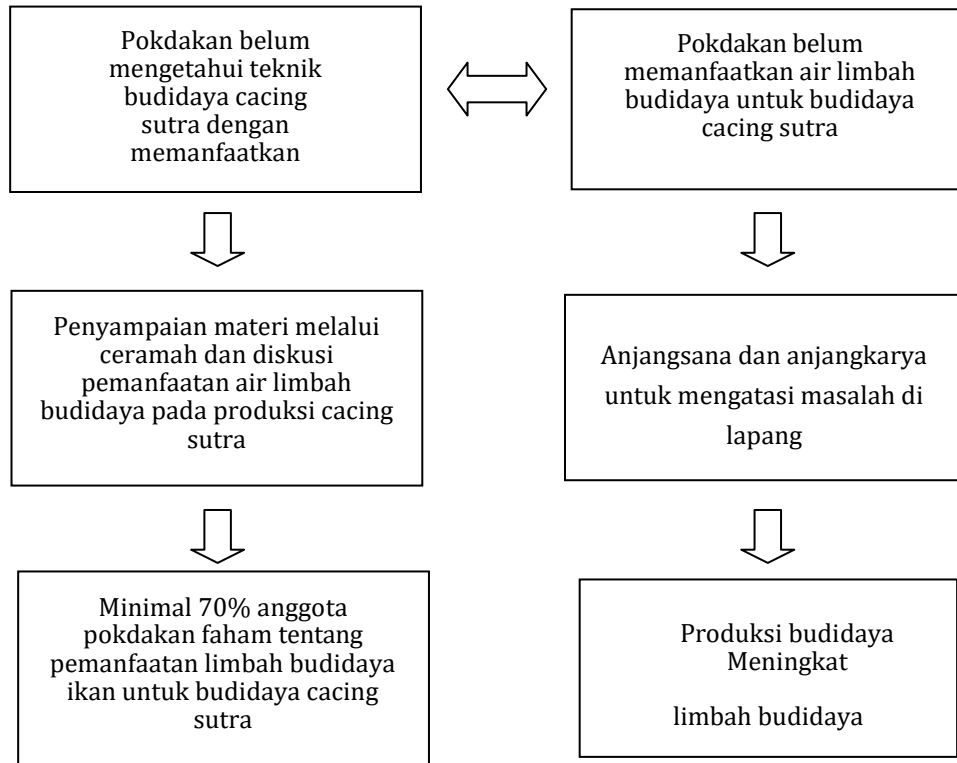 Pokdakan belum
mengetahui teknik
budidaya cacing
sutra dengan
memanfaatkan
Pokdakan belum
memanfaatkan air limbah
budidaya untuk budidaya
cacing sutra
Penyampaian materi melalui
ceramah dan diskusi
pemanfaatan air limbah
budidaya pada produksi cacing
sutra
Anjangsana dan anjangkarya
untuk mengatasi masalah di
lapang
Minimal 70% anggota
pokdakan faham tentang
pemanfaatan limbah budidaya
ikan untuk budidaya cacing
sutra
Produksi budidaya
Meningkat
limbah budidaya